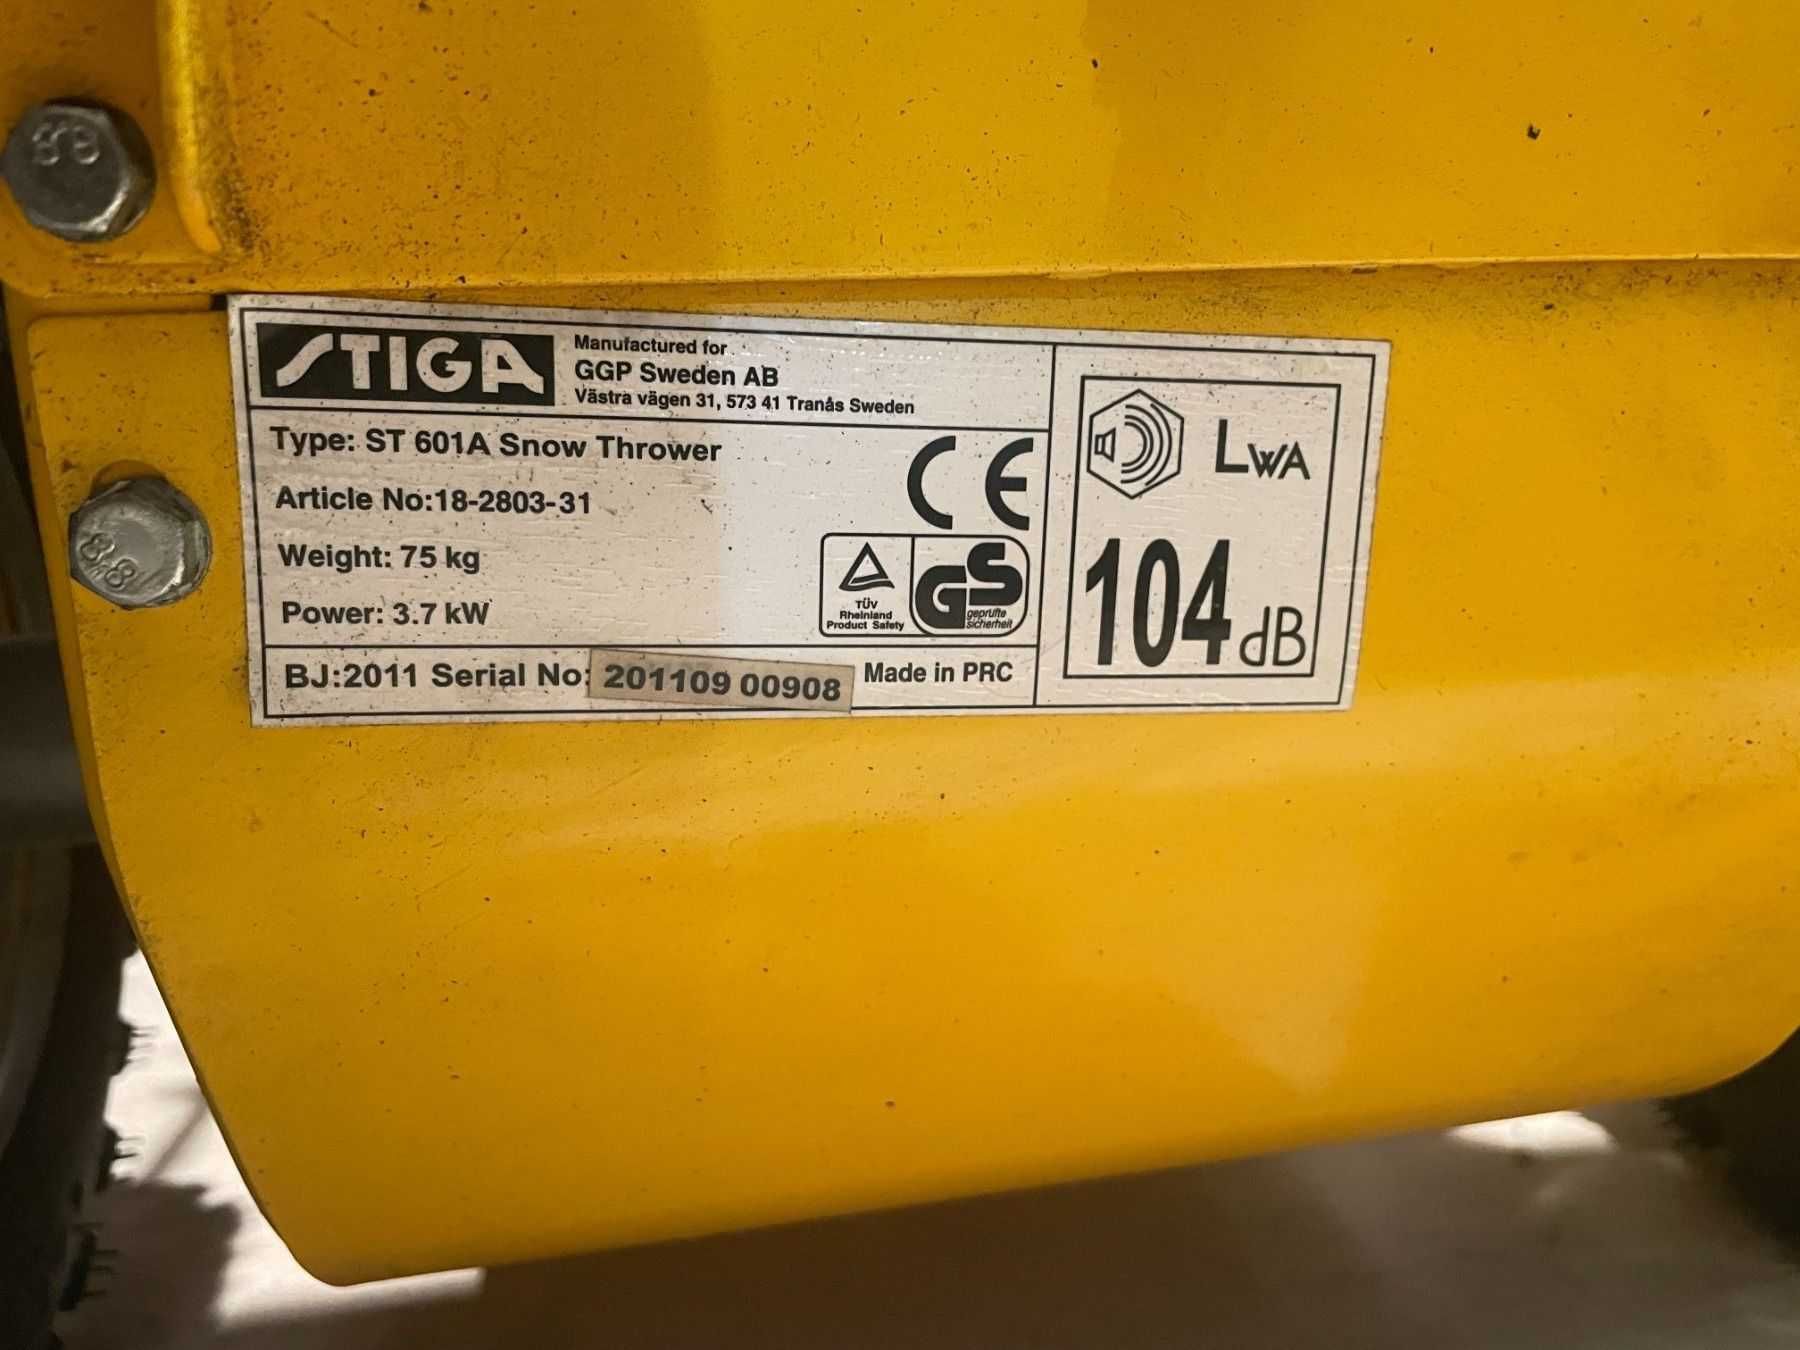 8.8
STIGA
Manufactured for
GGP Sweden AB
Västra vägen 31, 573 41 Tranås Sweden
Type: ST 601A Snow Thrower
Article No:18-2803-31
Weight: 75 kg
Power: 3.7 kW
CE
TÜV
Rheinland
Product Safety
GS
geprüfte
sicherheit
BJ:2011 Serial No: 201109 00908
Made in PRC
LWA
104 dB
8.8